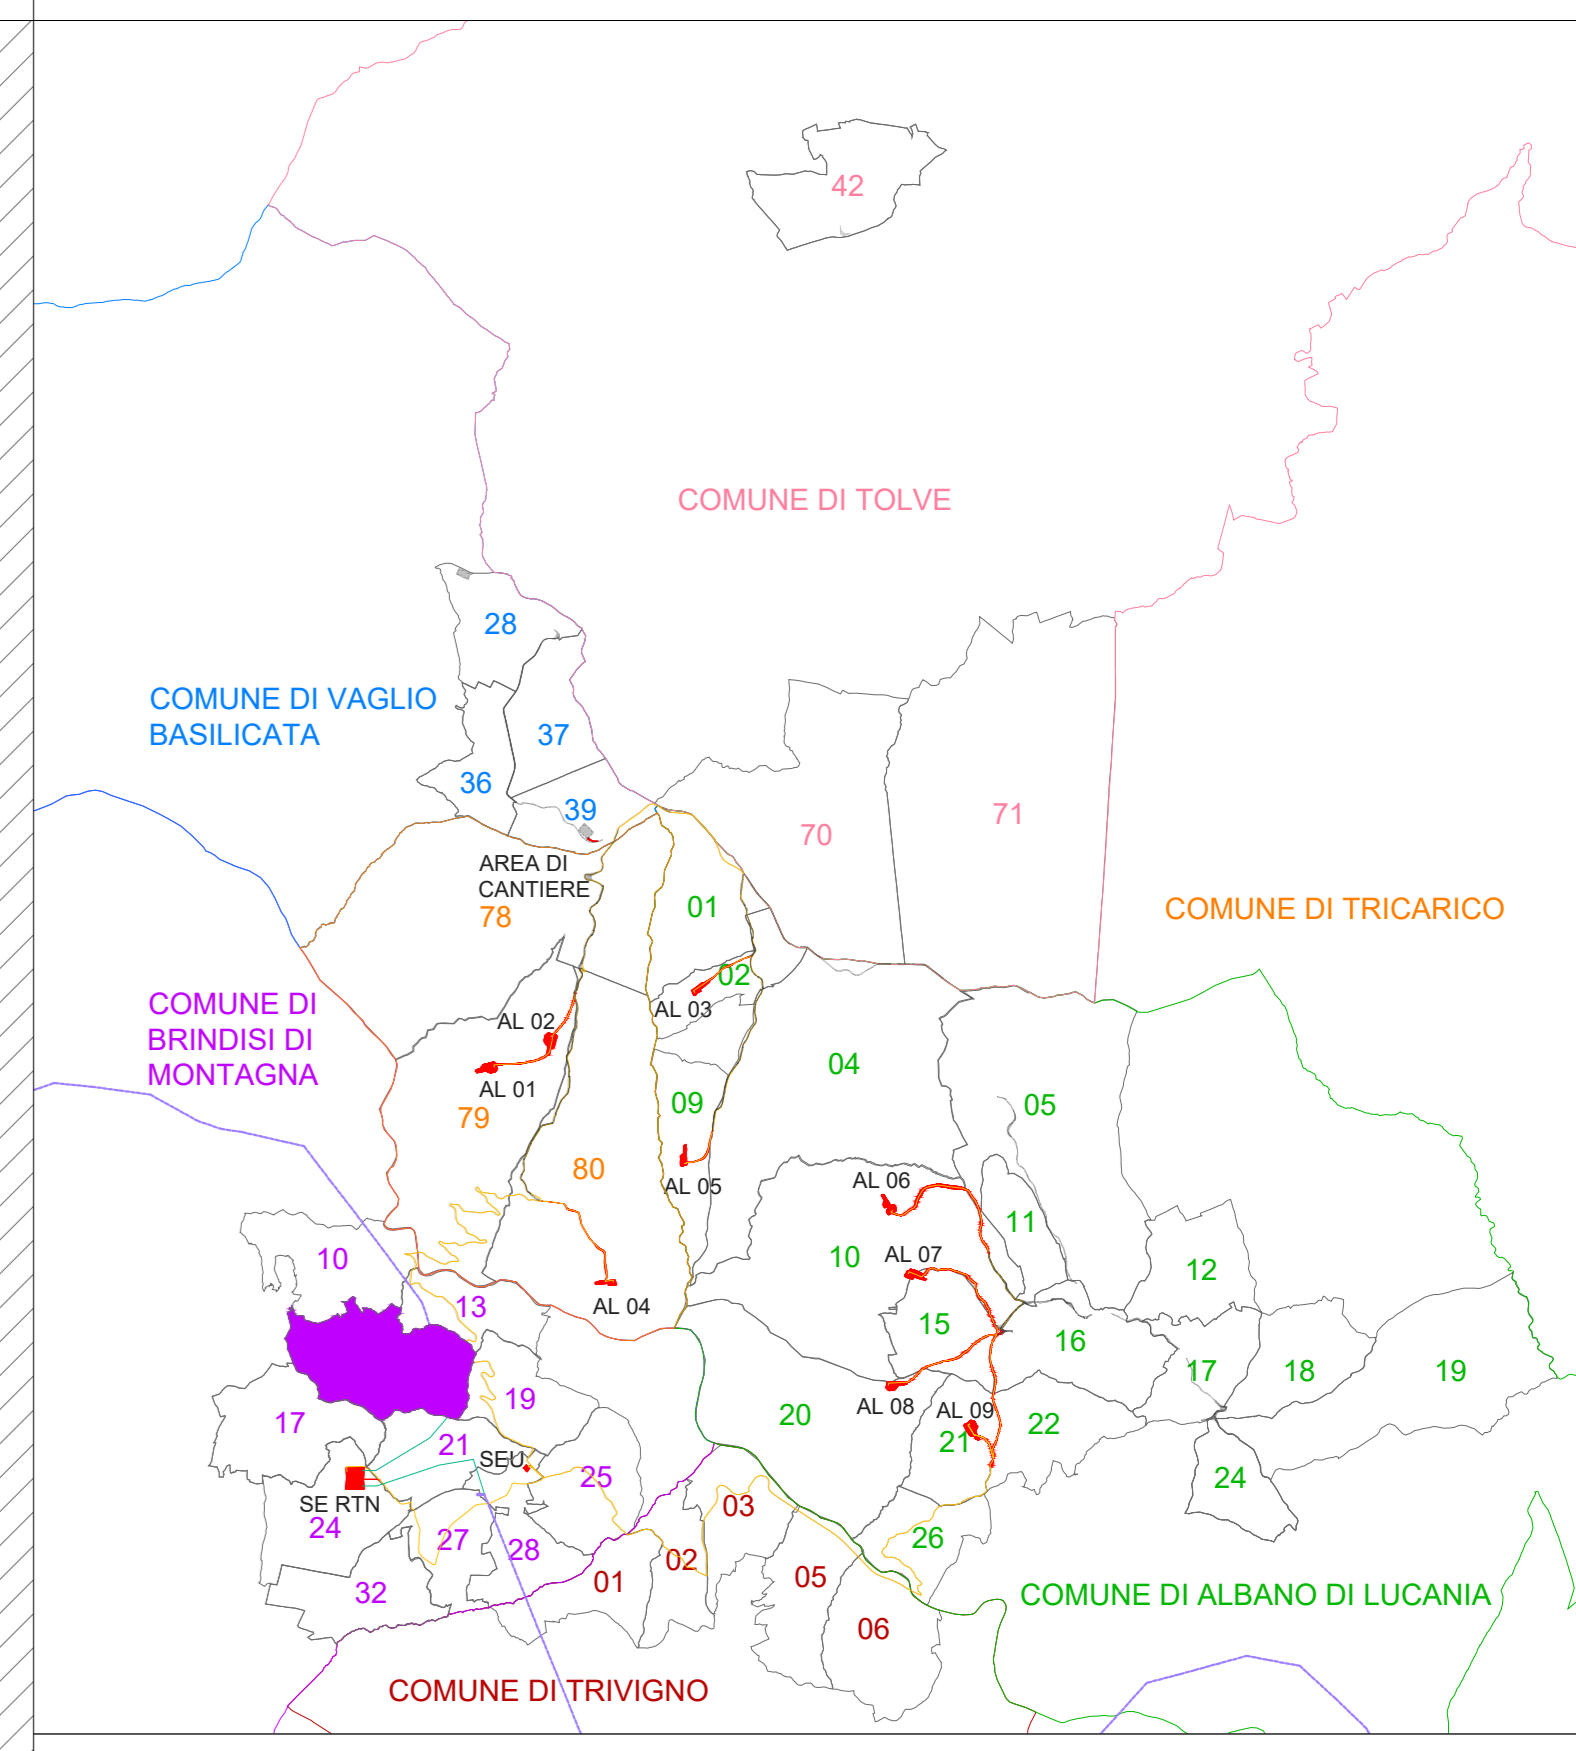 42
COMUNE DI TOLVE
28
COMUNE DI VAGLIO
BASILICATA
37
36
39
70
71
AREA DI
CANTIERE
78
01
COMUNE DI TRICARICO
02
AL 03
COMUNE DI
BRINDISI DI
MONTAGNA
AL 02
AL 01
79
04
05
09
80
AL 05
AL 06
11
10
10
AL 07
12
13
AL 04
15
16
17
18
19
19
17
20
AL 08
AL 09
21
22
21
SEU
25
24
SE RTN
24
03
27
28
26
02
01
05
32
06
COMUNE DI ALBANO DI LUCANIA
COMUNE DI TRIVIGNO